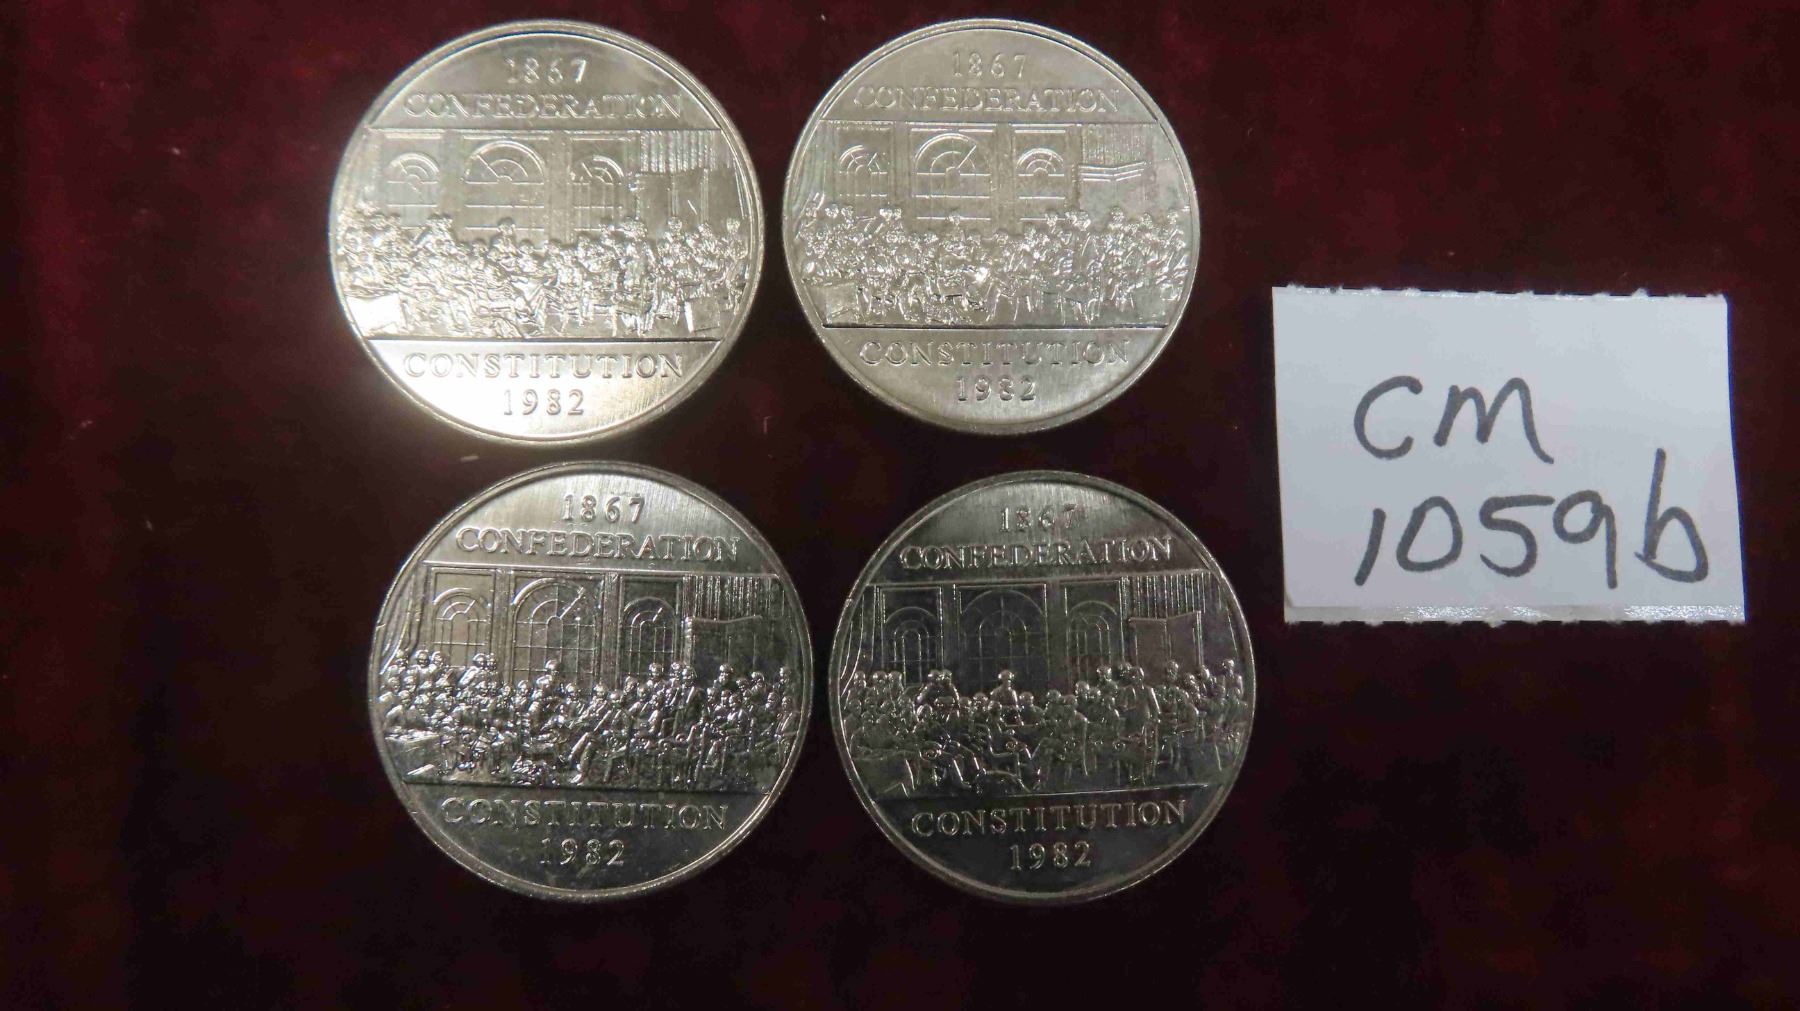 1867
CONFEDERATION
CONSTITUTION
1982
1867
CONFEDERATION
CONSTITUTION
1982
1867
CONFEDERATION
CONSTITUTION
1982
1867
CONFEDERATION
CONSTITUTION
1982
CM
1059b